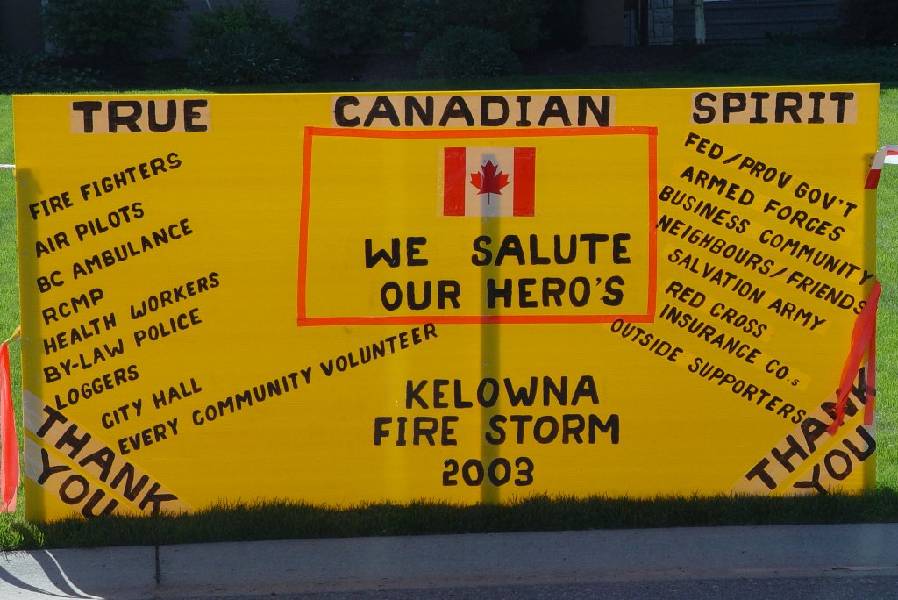 TRUE CANADIAN SPIRIT
FIRE FIGHTERS
AIR PILOTS
BC AMBULANCE
RCMP
HEALTH WORKERS
BY-LAW POLICE
LOGGERS
CITY HALL
EVERY COMMUNITY VOLUNTEER
THANK
YOU
WE SALUTE
OUR HERO'S
KELOWNA
FIRE STORM
2003
FED/PROV GOV'T
ARMED FORCES
BUSINESS COMMUNITY
NEIGHBOURS/FRIENDS
SALVATION ARMY
RED CROSS
INSURANCE CO.s
OUTSIDE SUPPORTERS
THANK
YOU